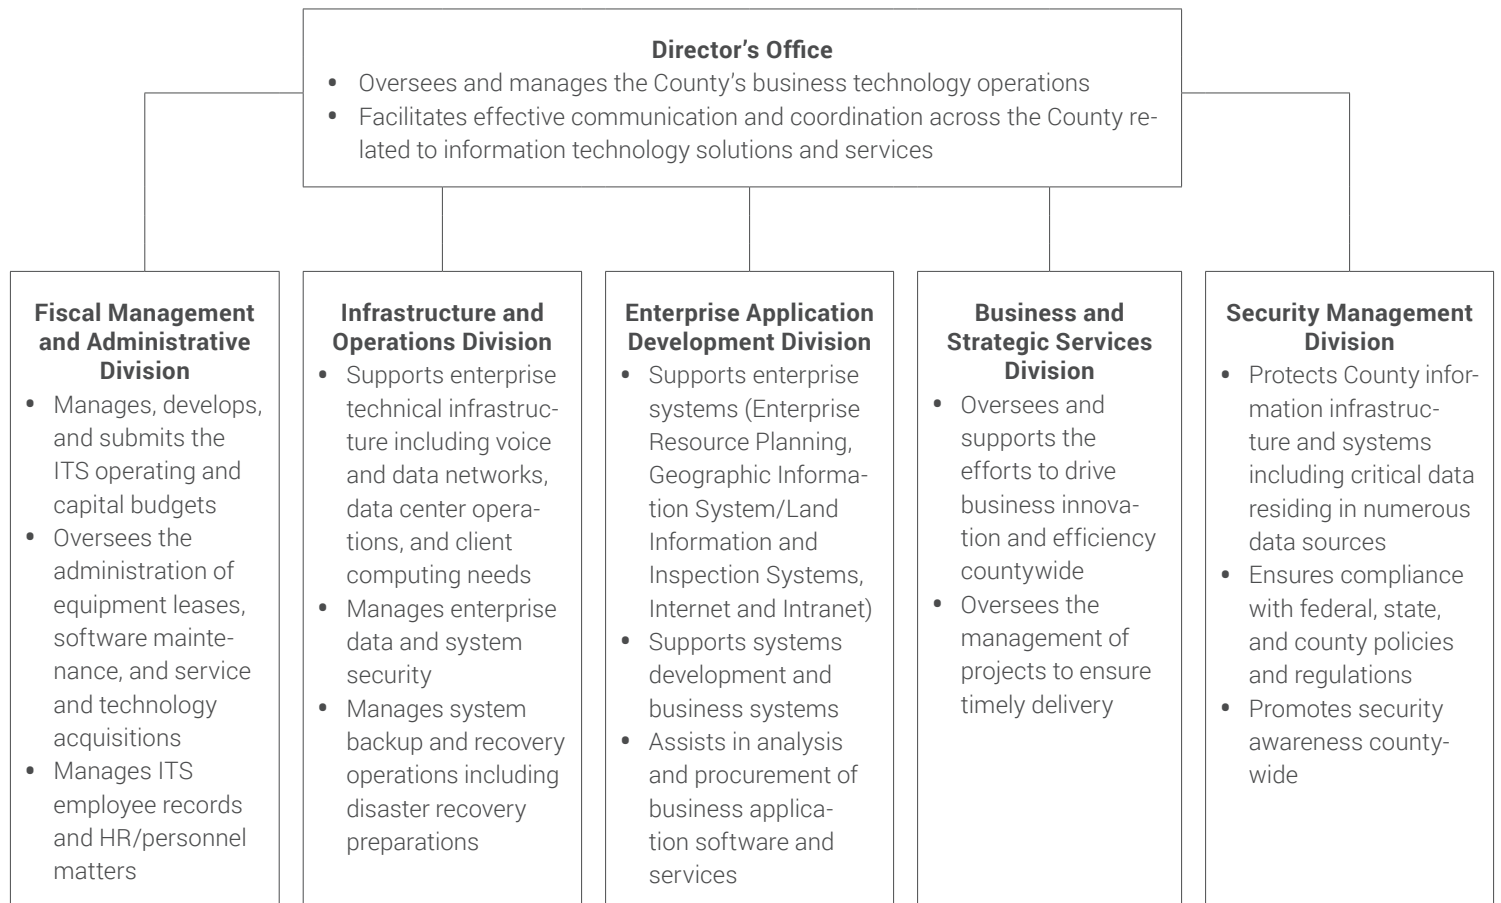 Director’s Office
• Oversees and manages the County’s business technology operations
• Facilitates effective communication and coordination across the County re-
lated to information technology solutions and services
Fiscal Management
and Administrative
Division
• Manages, develops,
and submits the
ITS operating and
capital budgets
• Oversees the
administration of
equipment leases,
software mainte-
nance, and service
and technology
acquisitions
• Manages ITS
employee records
and HR/personnel
matters
Infrastructure and
Operations Division
• Supports enterprise
technical infrastruc-
ture including voice
and data networks,
data center opera-
tions, and client
computing needs
• Manages enterprise
data and system
security
• Manages system
backup and recovery
operations including
disaster recovery
preparations
Enterprise Application
Development Division
• Supports enterprise
systems (Enterprise
Resource Planning,
Geographic Informa-
tion System/Land
Information and
Inspection Systems,
Internet and Intranet)
• Supports systems
development and
business systems
• Assists in analysis
and procurement of
business applica-
tion software and
services
Business and
Strategic Services
Division
• Oversees and
supports the
efforts to drive
business innova-
tion and efficiency
countywide
• Oversees the
management of
projects to ensure
timely delivery
Security Management
Division
• Protects County infor-
mation infrastruc-
ture and systems
including critical data
residing in numerous
data sources
• Ensures compliance
with federal, state,
and county policies
and regulations
• Promotes security
awareness county-
wide